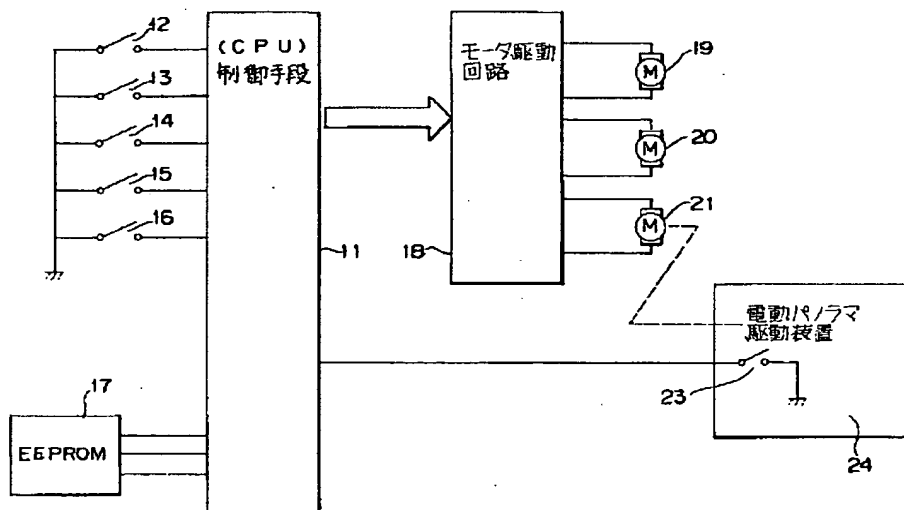 12
13
14
15
16
(CPU)
制御手段
11
17
EEPROM
モータ駆動
回路
18
M
19
M
20
M
21
電動パノラマ
駆動装置
23
24